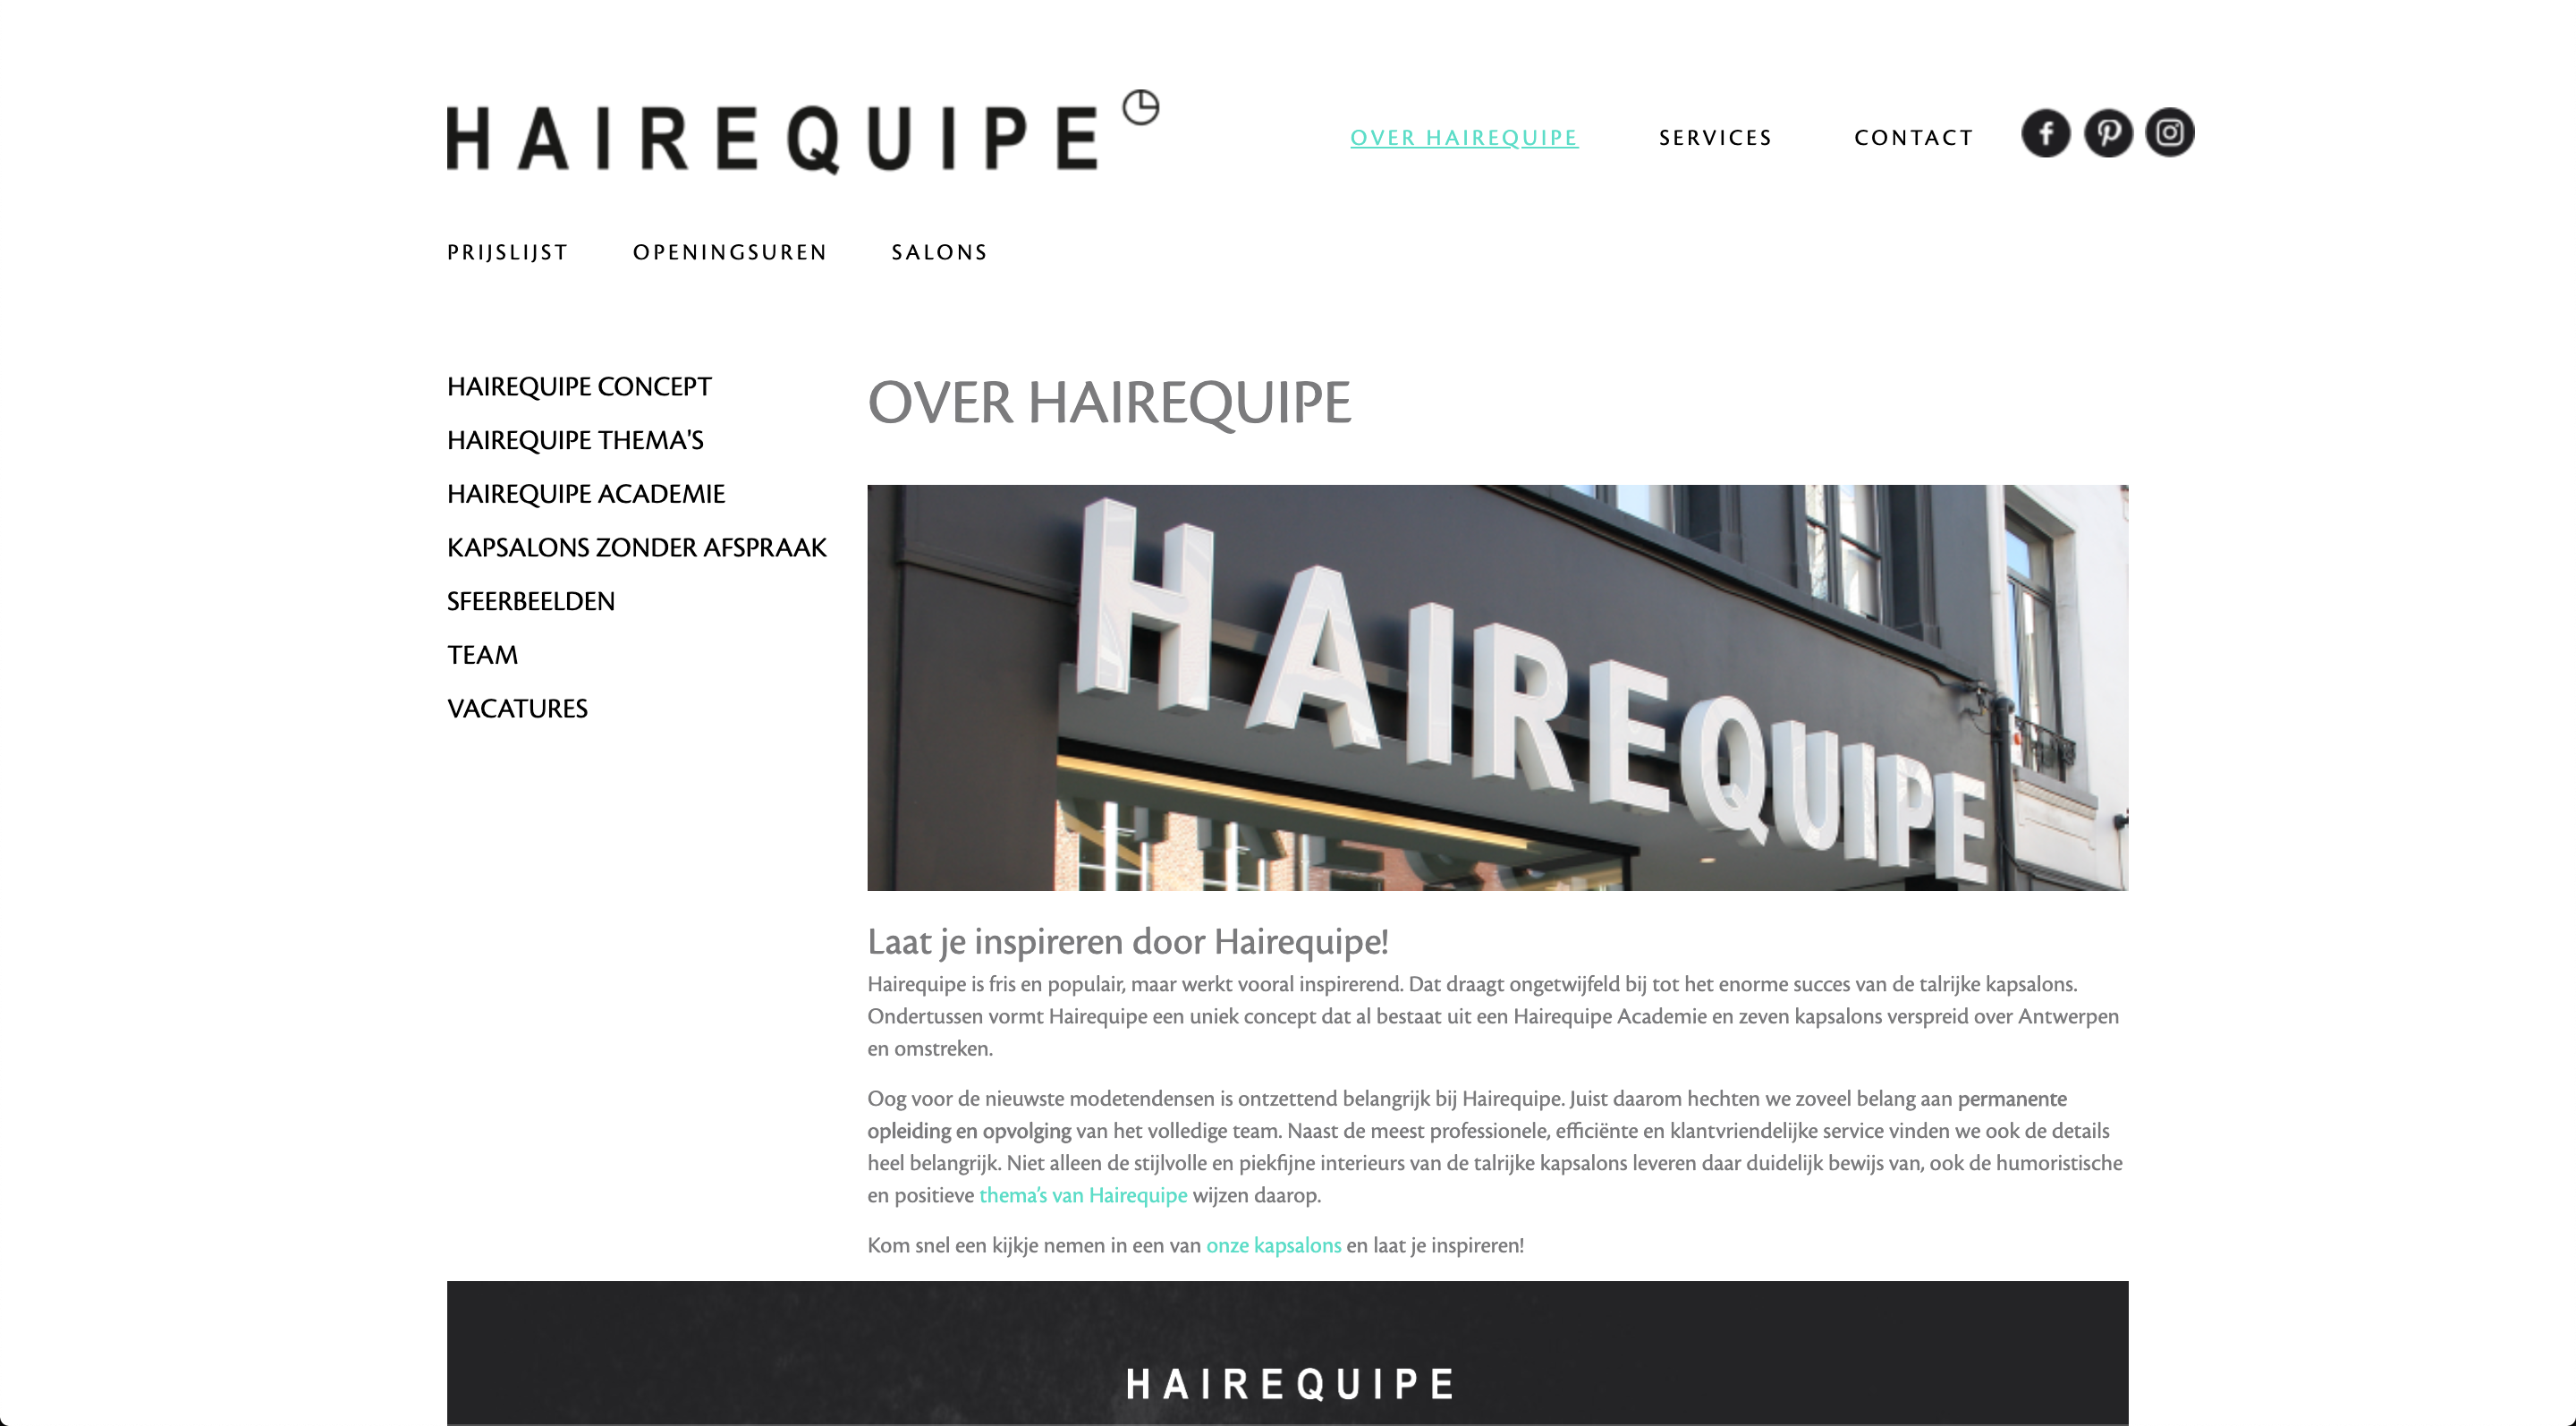 HAIREQUIPE
OVER HAIREQUIPE
SERVICES
CONTACT
PRIJSLIJST
OPENINGSUREN
SALONS
HAIREQUIPE CONCEPT
HAIREQUIPE THEMA'S
HAIREQUIPE ACADEMIE
KAPSALONS ZONDER AFSPRAAK
SFEERBEELDEN
TEAM
VACATURES
OVER HAIREQUIPE
HAIREQUIPE
Laat je inspireren door Hairequipe!
Hairequipe is fris en populair, maar werkt vooral inspirerend. Dat draagt ongetwijfeld bij tot het enorme succes van de talrijke kapsalons.
Ondertussen vormt Hairequipe een uniek concept dat al bestaat uit een Hairequipe Academie en zeven kapsalons verspreid over Antwerpen
en omstreken.
Oog voor de nieuwste modetendensen is ontzettend belangrijk bij Hairequipe. Juist daarom hechten we zoveel belang aan permanente
opleiding en opvolging van het volledige team. Naast de meest professionele, efficiënte en klantvriendelijke service vinden we ook de details
heel belangrijk. Niet alleen de stijlvolle en piekfijne interieurs van de talrijke kapsalons leveren daar duidelijk bewijs van, ook de humoristische
en positieve thema's van Hairequipe wijzen daarop.
Kom snel een kijkje nemen in een van onze kapsalons en laat je inspireren!
HAIREQUIPE